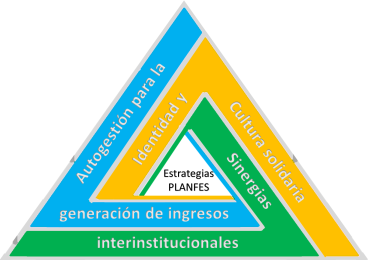 Autogestión para la
generación de ingresos
Identidad y
Cultura solidaria
Sinergias
interinstitucionales
Estrategias
PLANFES